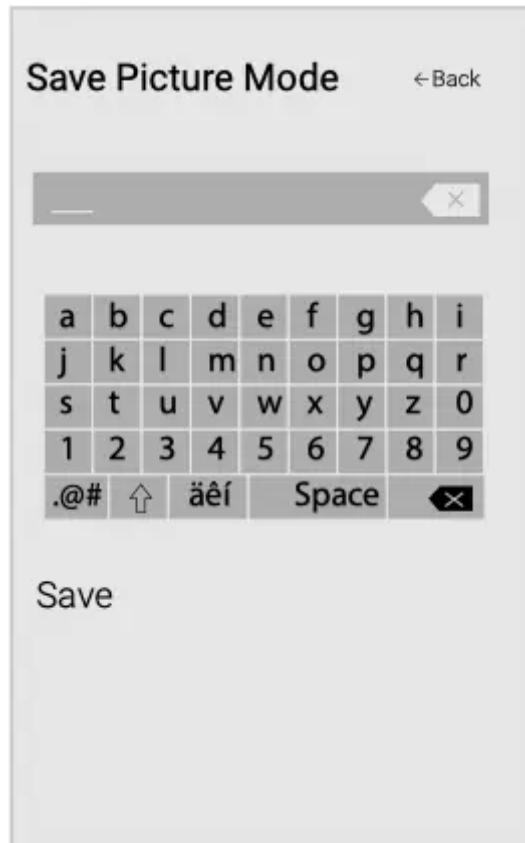 Save Picture Mode ←Back
a b c d e f g h i
j k l m n o p q r
s t u v w x y z 0
1 2 3 4 5 6 7 8 9
.@# äêí Space
Save